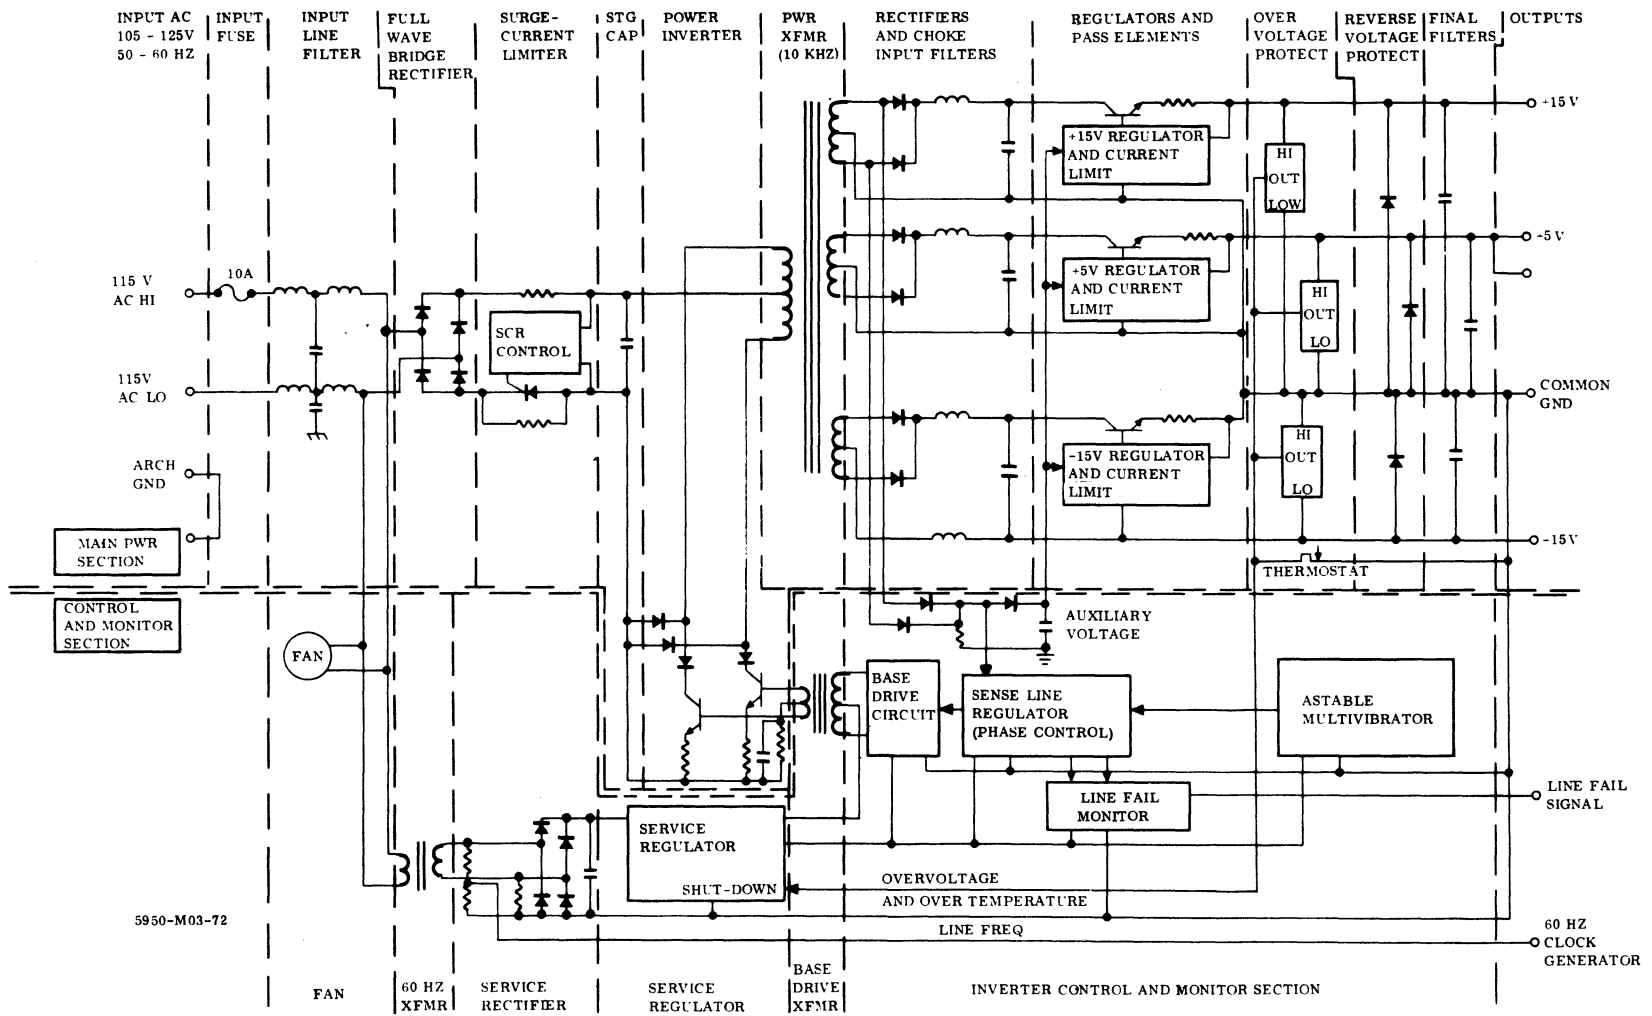 INPUT AC
105 - 125V
50 - 60 HZ
INPUT
FUSE
INPUT
LINE
FILTER
FULL
WAVE
BRIDGE
RECTIFIER
SURGE-
CURRENT
LIMITER
STG
CAP
POWER
INVERTER
PWR
XFMR
(10 KHZ)
RECTIFIERS
AND CHOKE
INPUT FILTERS
REGULATORS AND
PASS ELEMENTS
OVER
VOLTAGE
PROTECT
REVERSE
VOLTAGE
PROTECT
FINAL
FILTERS
OUTPUTS
+15V
+15V REGULATOR
AND CURRENT
LIMIT
HI
OUT
LOW
+5V
+5V REGULATOR
AND CURRENT
LIMIT
HI
OUT
LO
115 V
AC HI
10A
SCR
CONTROL
115V
AC LO
COMMON
GND
-15V REGULATOR
AND CURRENT
LIMIT
HI
OUT
LO
ARCH
GND
-15V
MAIN PWR
SECTION
THERMOSTAT
CONTROL
AND MONITOR
SECTION
AUXILIARY
VOLTAGE
FAN
BASE
DRIVE
CIRCUIT
SENSE LINE
REGULATOR
(PHASE CONTROL)
ASTABLE
MULTIVIBRATOR
LINE FAIL
MONITOR
LINE FAIL
SIGNAL
SERVICE
REGULATOR
SHUT-DOWN
OVERVOLTAGE
AND OVER TEMPERATURE
5950-M03-72
LINE FREQ
60 HZ
CLOCK
GENERATOR
FAN
60 HZ
XFMR
SERVICE
RECTIFIER
SERVICE
REGULATOR
BASE
DRIVE
XFMR
INVERTER CONTROL AND MONITOR SECTION